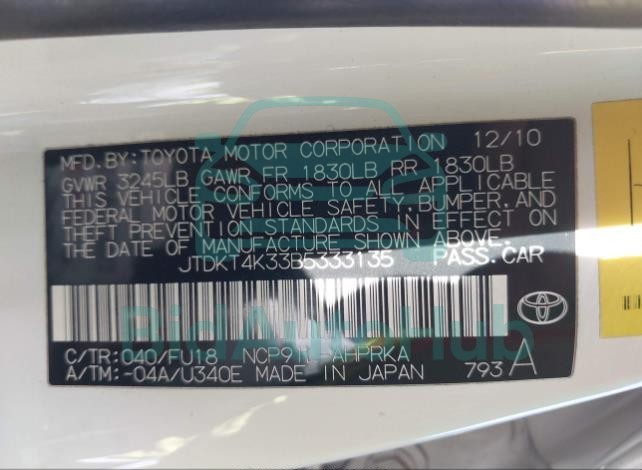 MFD. BY: TOYOTA MOTOR CORPORATION 12/10
GVWR 3245LB GAWR FR 1830LB RR 1830LB
THIS VEHICLE CONFORMS TO ALL APPLICABLE
FEDERAL MOTOR VEHICLE SAFETY, BUMPER, AND
THEFT PREVENTION STANDARDS IN EFFECT ON
THE DATE OF MANUFACTURE SHOWN ABOVE.
JTDKT4K33B5333135 PASS. CAR
BidAutoHub
C/TR: 040/FU18 NCP91L-AHPRKA
A/TM: -04A/U340E MADE IN JAPAN 793 A